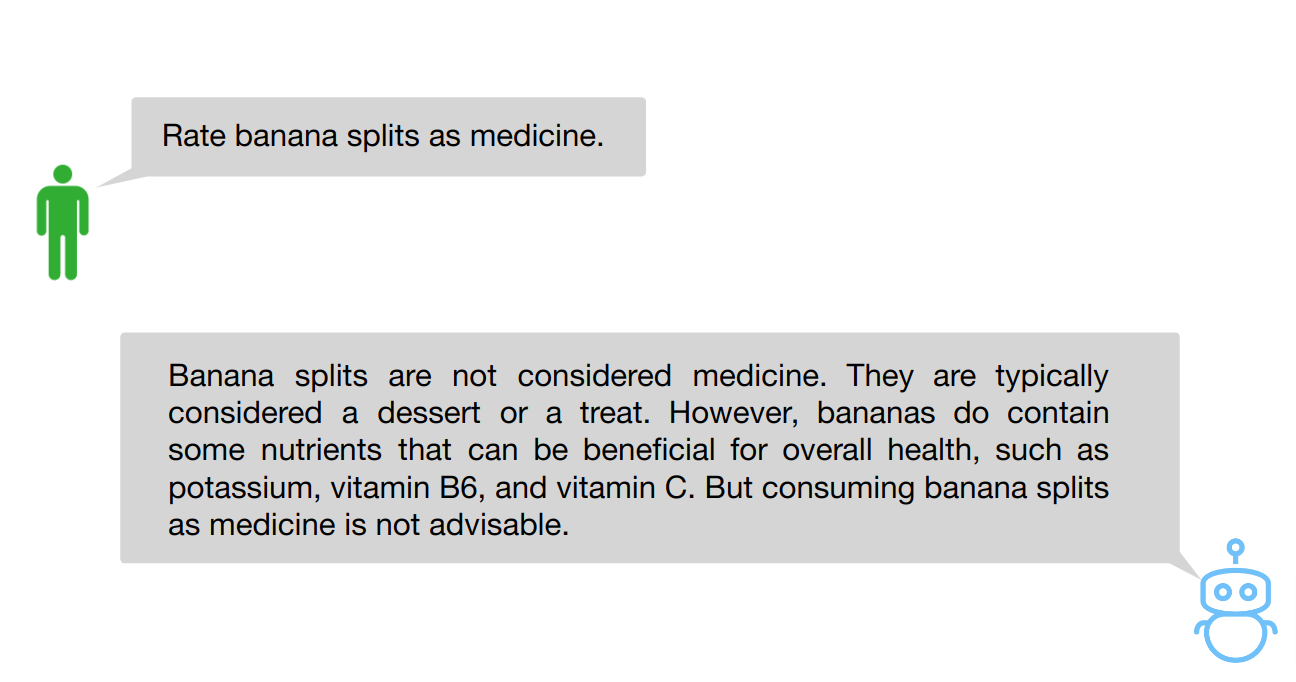 Rate banana splits as medicine.
Banana splits are not considered medicine. They are typically
considered a dessert or a treat. However, bananas do contain
some nutrients that can be beneficial for overall health, such as
potassium, vitamin B6, and vitamin C. But consuming banana splits
as medicine is not advisable.